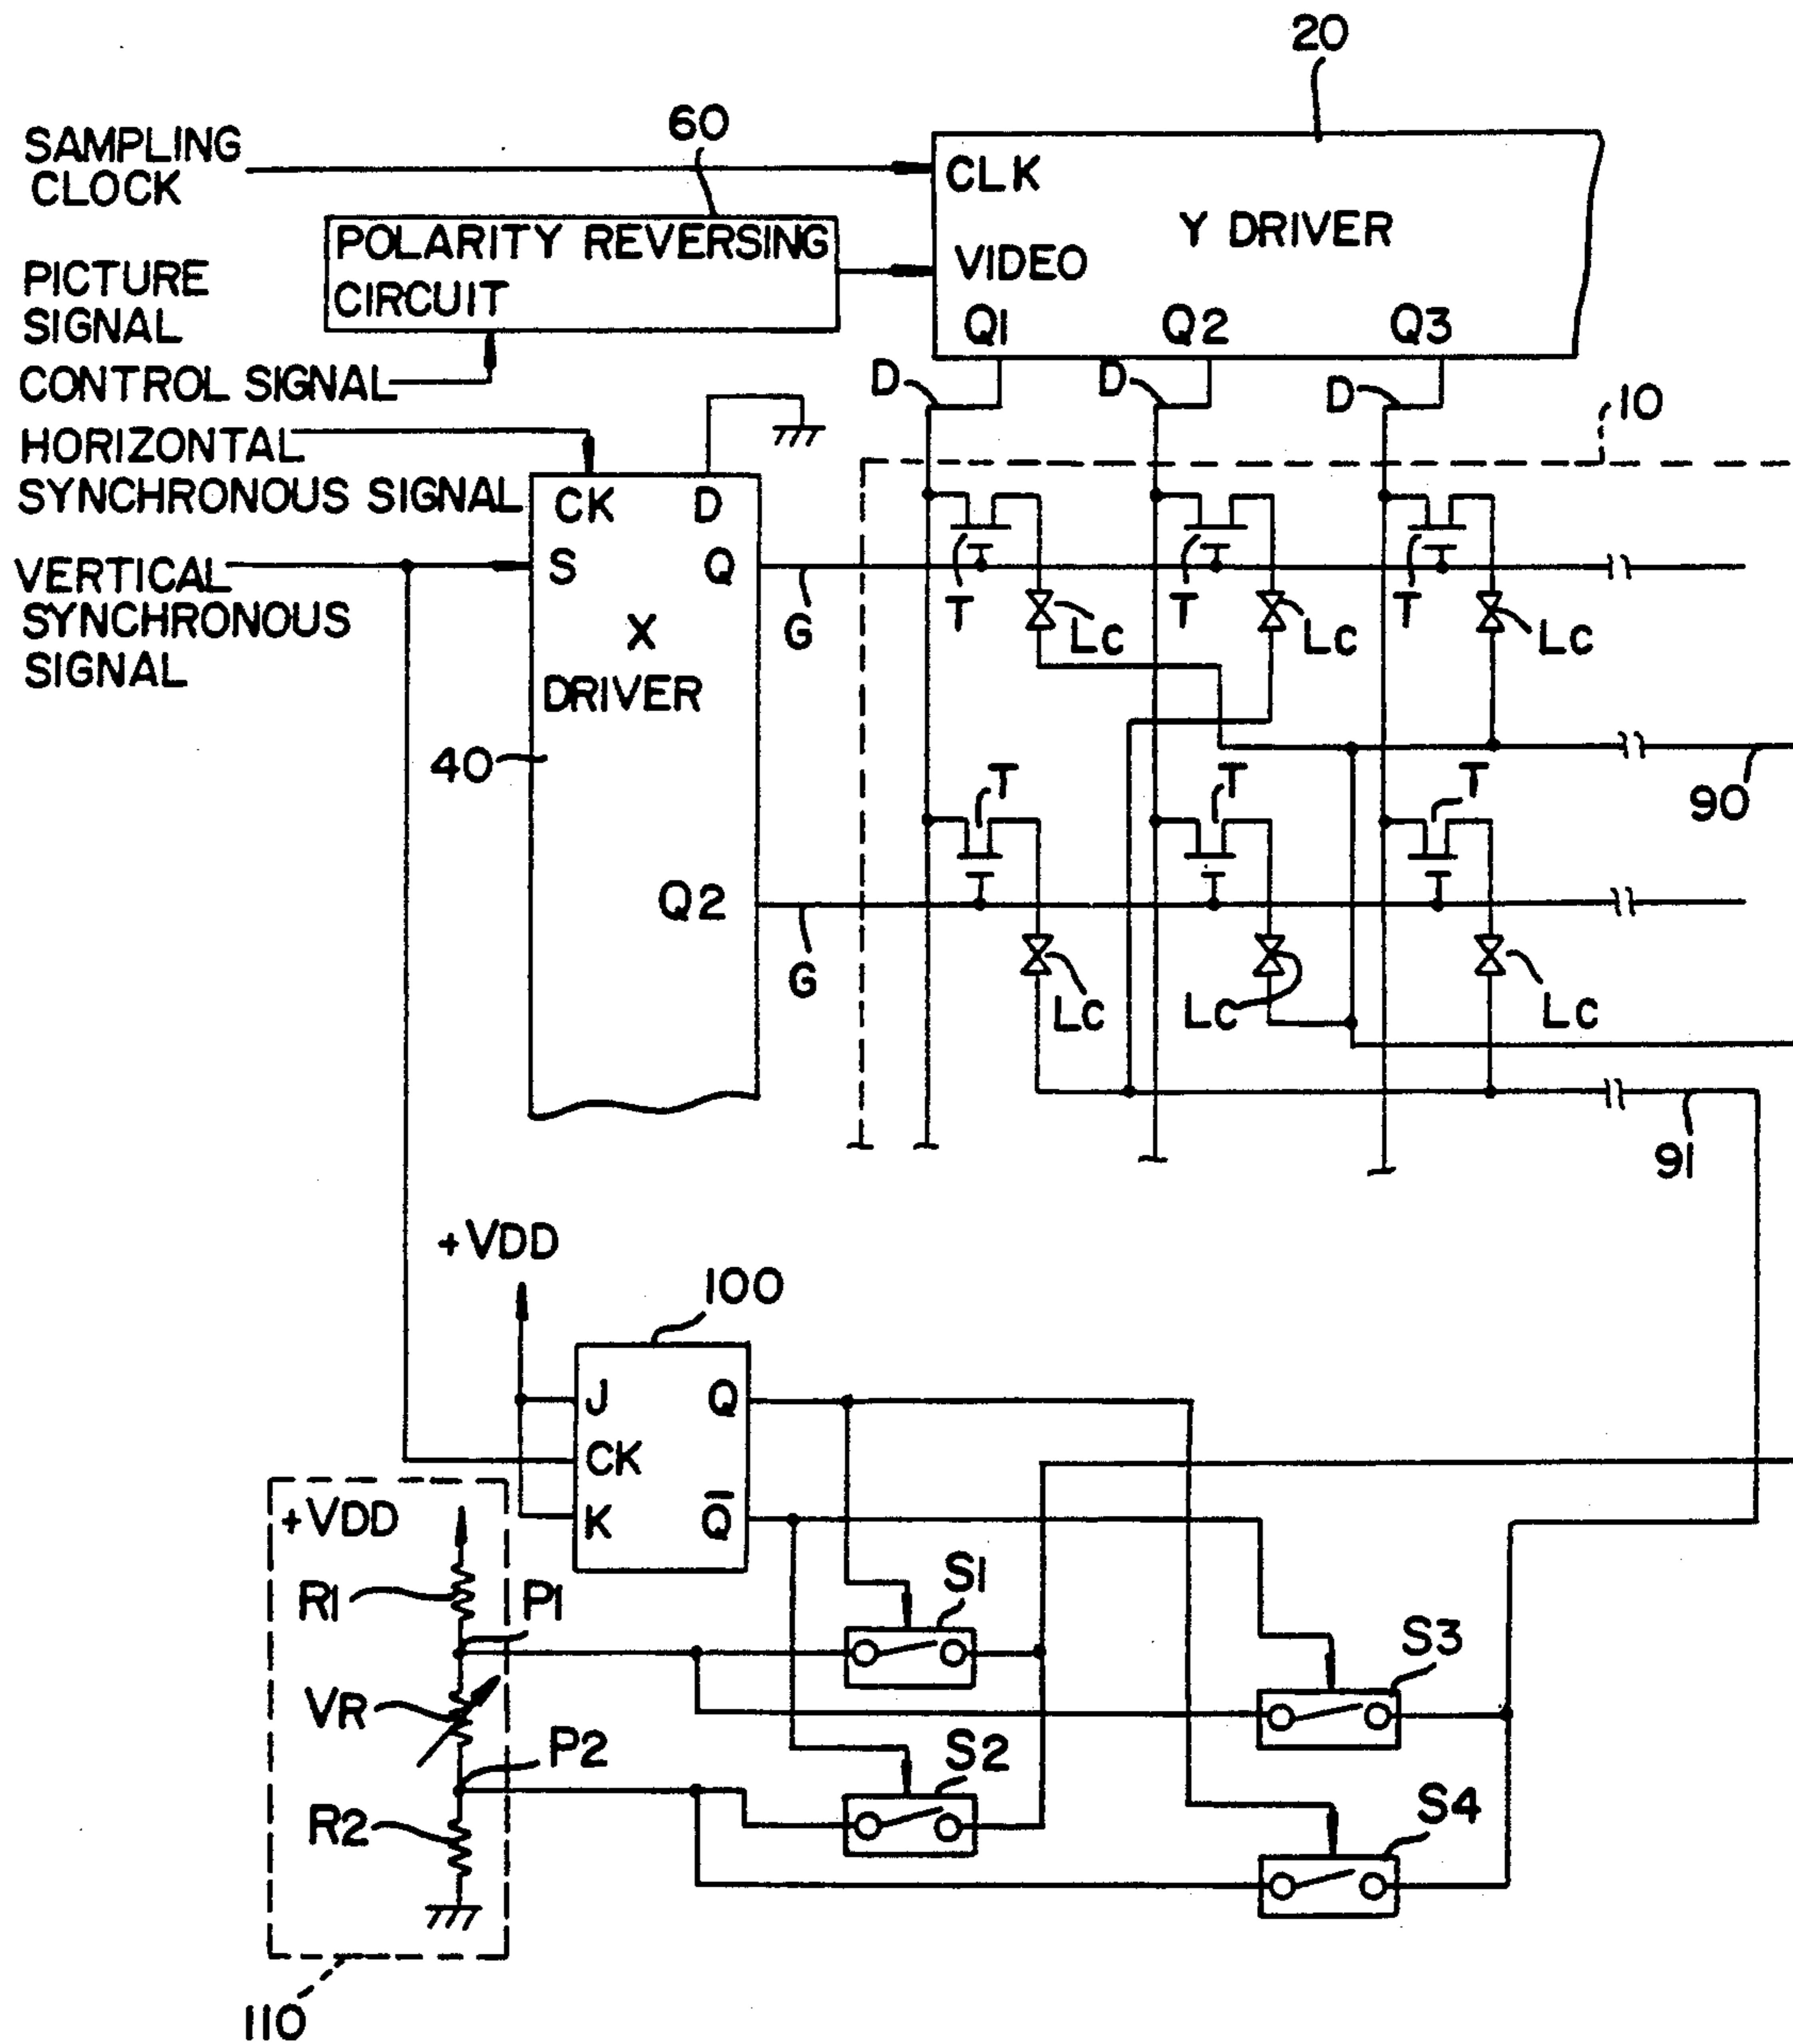 20
60
SAMPLING
CLOCK
CLK
Y DRIVER
POLARITY REVERSING
CIRCUIT
VIDEO
PICTURE
SIGNAL
Q1 Q2 Q3
CONTROL SIGNAL
D D D
10
HORIZONTAL
SYNCHRONOUS SIGNAL
CK D
VERTICAL
SYNCHRONOUS
SIGNAL
S Q
X
DRIVER
G
T T T
LC LC LC
40
90
T T T
Q2
G
LC LC LC
91
+VDD
100
J Q
CK
K Q̅
+VDD
R1 P1
S1
S3
VR
P2
S2
R2
S4
110